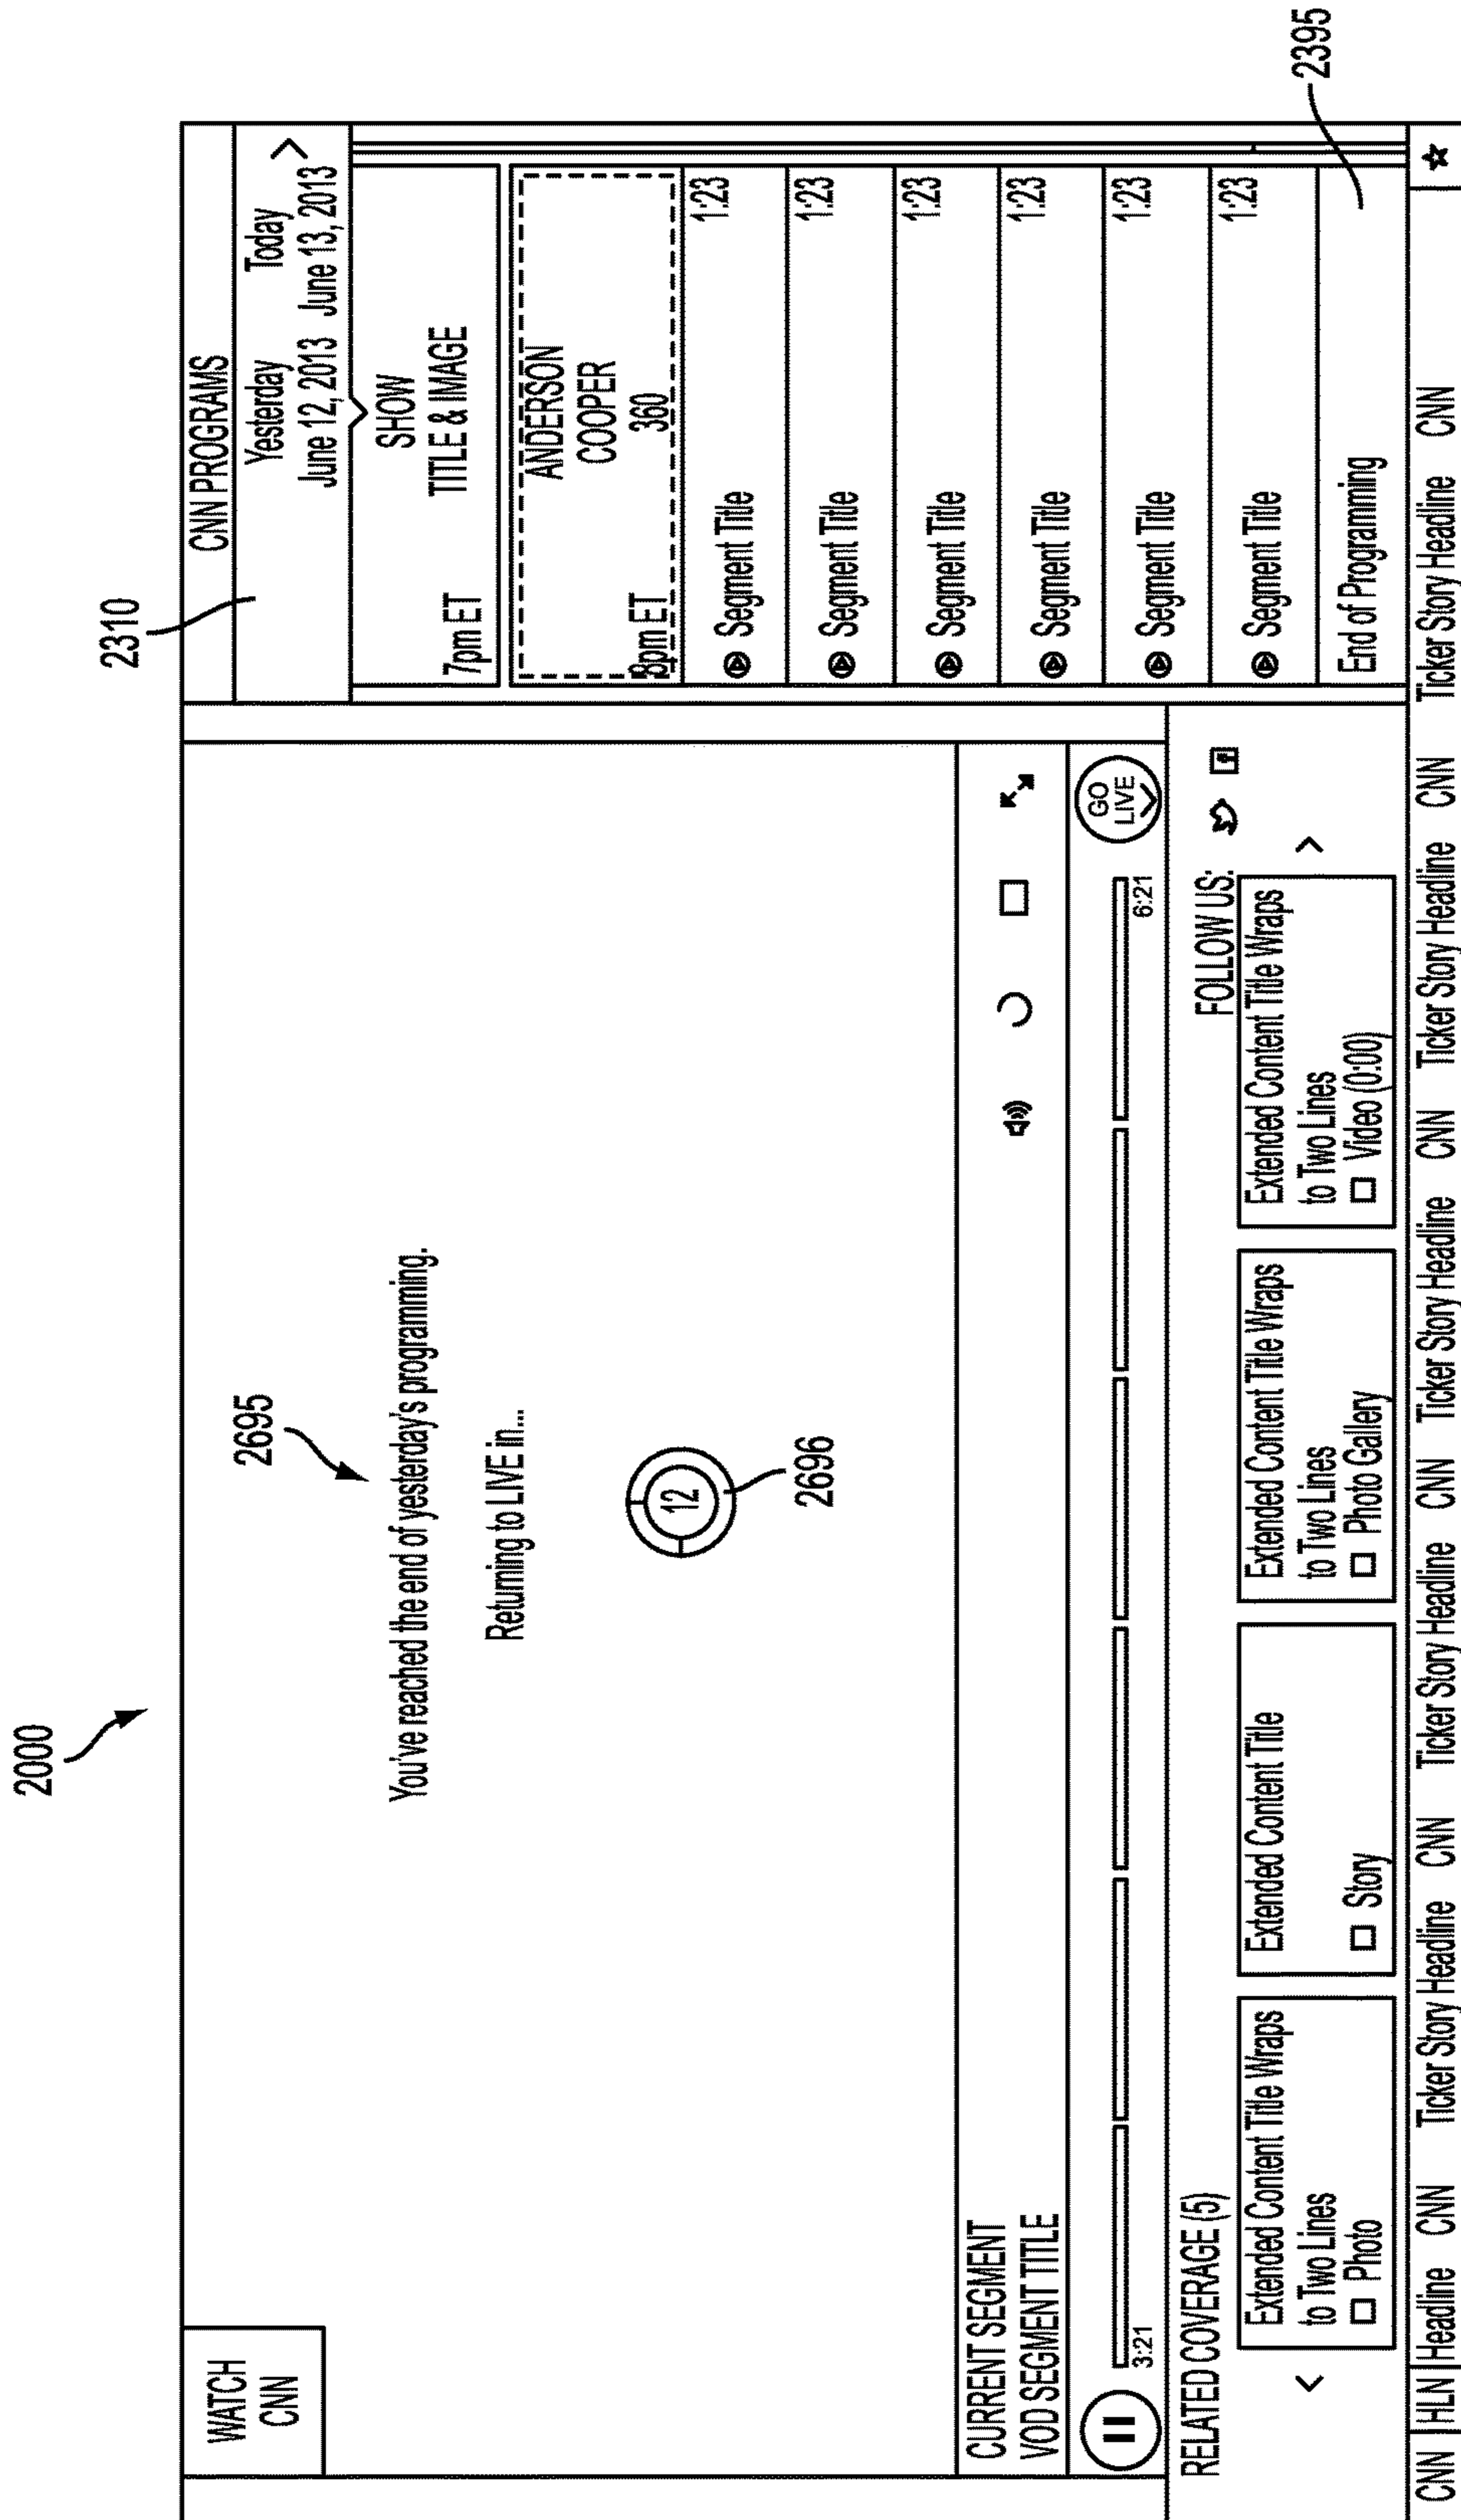 2000
2310
2695
WATCH
CNN
You've reached the end of yesterday's programming.
Returning to LIVE in...
12
2696
CURRENT SEGMENT
VOD SEGMENT TITLE
3:21
6:21
GO
LIVE
RELATED COVERAGE (5)
FOLLOW US:
f
Extended Content Title Wraps
to Two Lines
Photo
Extended Content Title
Story
Extended Content Title Wraps
to Two Lines
Photo Gallery
Extended Content Title Wraps
to Two Lines
Video (0:00)
CNN PROGRAMS
Yesterday Today
June 12, 2013 June 13, 2013
SHOW
TITLE & IMAGE
7pm ET
ANDERSON
COOPER
8pm ET 360
Segment Title 1:23
Segment Title 1:23
Segment Title 1:23
Segment Title 1:23
Segment Title 1:23
Segment Title 1:23
End of Programming
2395
CNN | HLN | Headline CNN Ticker Story Headline CNN Ticker Story Headline CNN Ticker Story Headline CNN Ticker Story Headline CNN Ticker Story Headline CNN Ticker Story Headline CNN